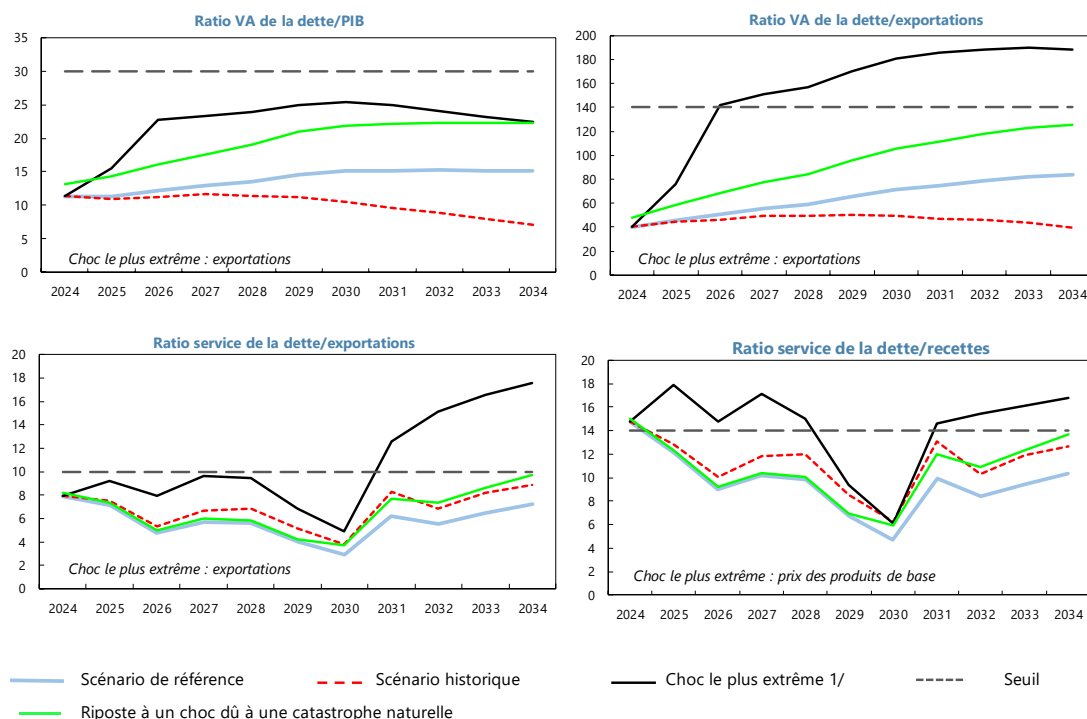 Ratio VA de la dette/PIB
35
30
25
20
15
10
5
0
Choc le plus extrême : exportations
2024 2025 2026 2027 2028 2029 2030 2031 2032 2033 2034
Ratio VA de la dette/exportations
200
180
160
140
120
100
80
60
40
20
0
Choc le plus extrême : exportations
2024 2025 2026 2027 2028 2029 2030 2031 2032 2033 2034
Ratio service de la dette/exportations
20
18
16
14
12
10
8
6
4
2
0
Choc le plus extrême : exportations
2024 2025 2026 2027 2028 2029 2030 2031 2032 2033 2034
Ratio service de la dette/recettes
20
18
16
14
12
10
8
6
4
2
0
Choc le plus extrême : prix des produits de base
2024 2025 2026 2027 2028 2029 2030 2031 2032 2033 2034
Scénario de référence
Scénario historique
Choc le plus extrême 1/
Seuil
Riposte à un choc dû à une catastrophe naturelle